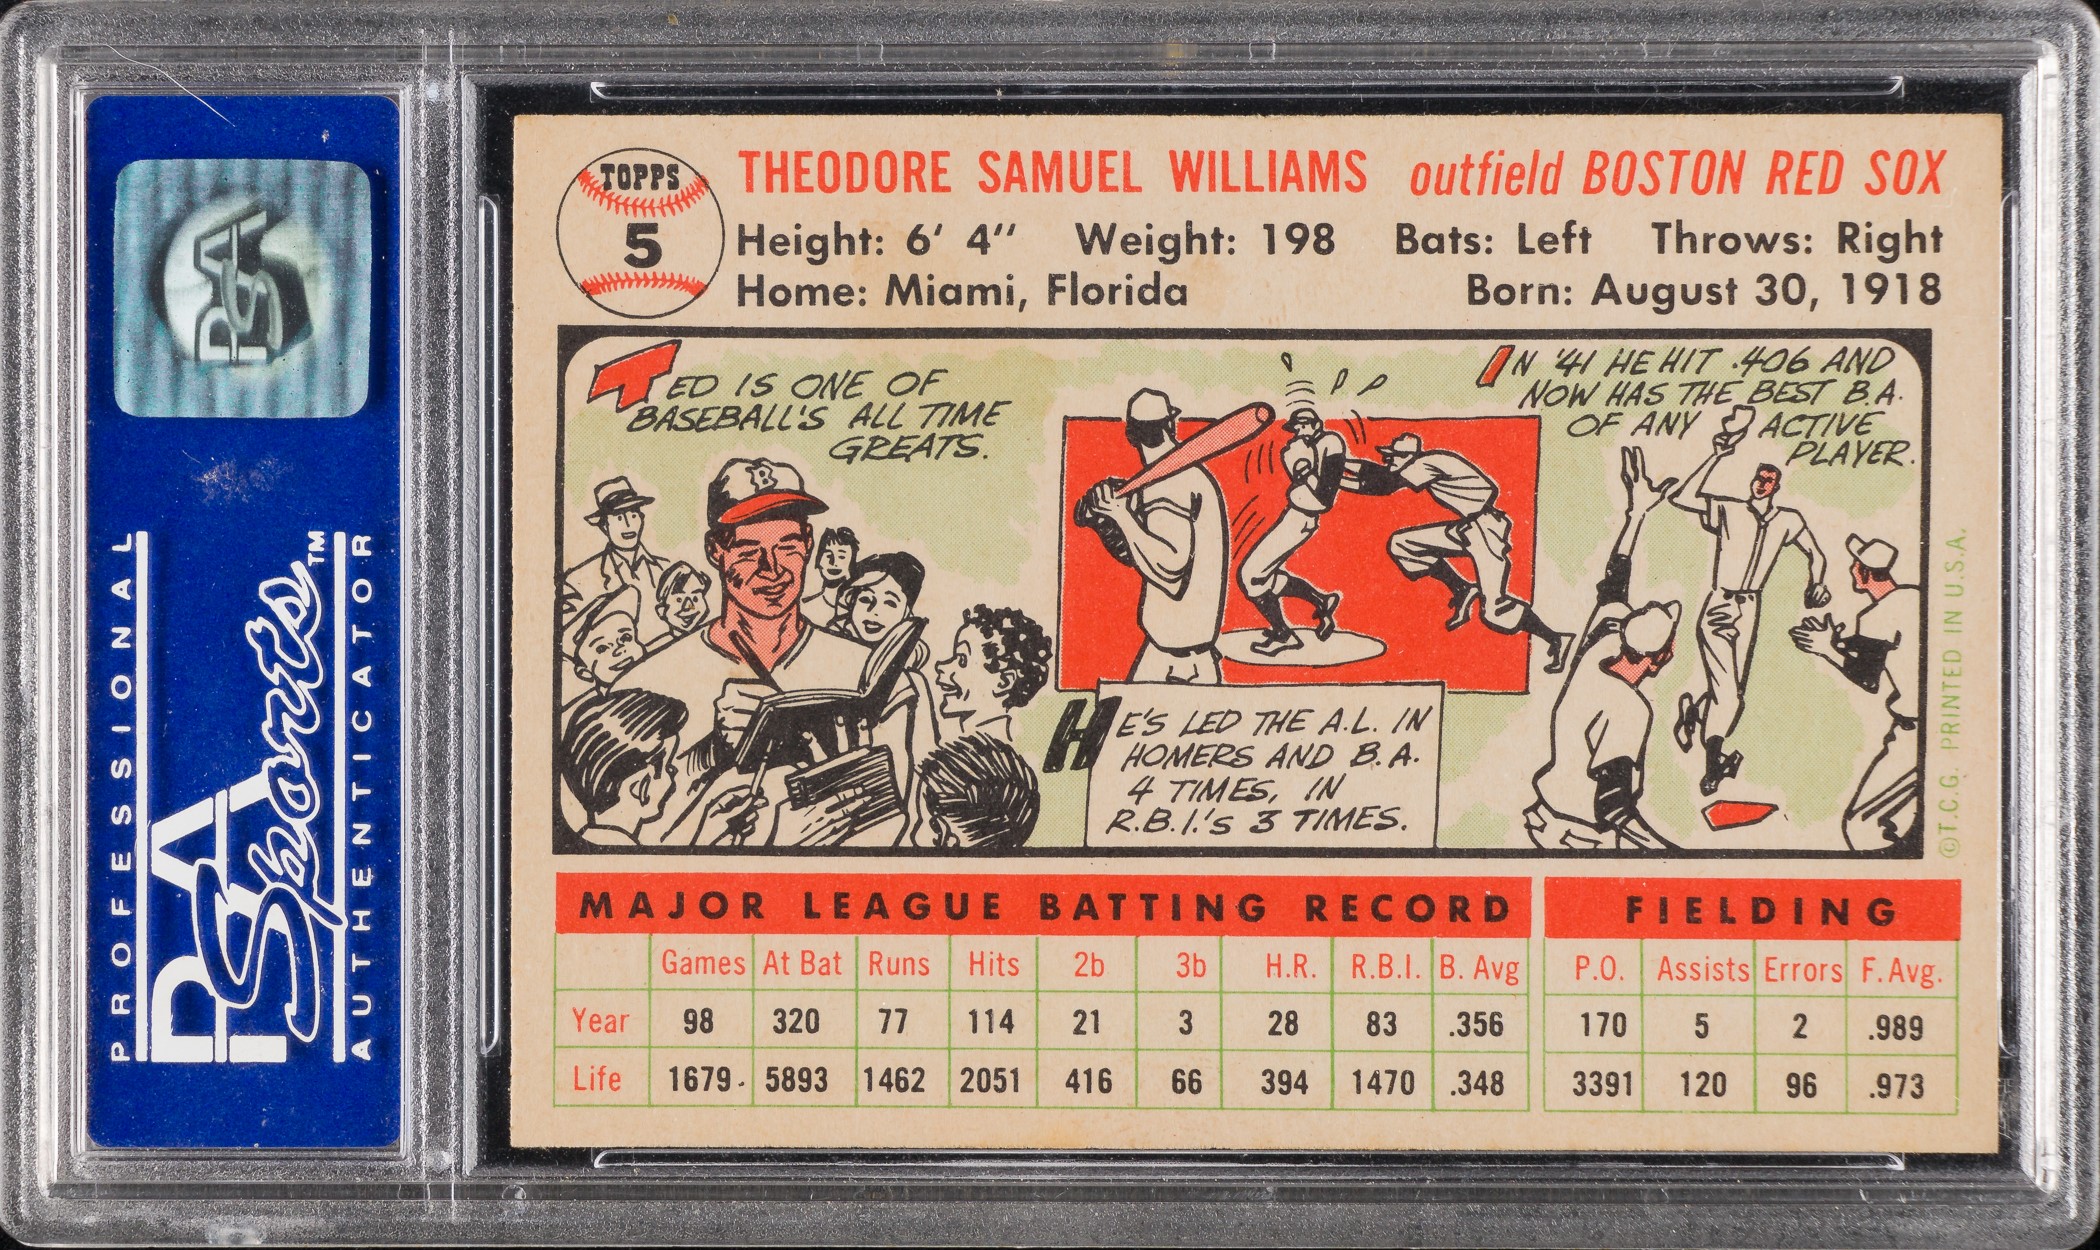 PROFESSIONAL
PSA
Sports™
AUTHENTICATOR
PSA
TOPPS
5
THEODORE SAMUEL WILLIAMS outfield BOSTON RED SOX
Height: 6' 4" Weight: 198 Bats: Left Throws: Right
Home: Miami, Florida Born: August 30, 1918
TED IS ONE OF
BASEBALL'S ALL TIME
GREATS.
B
HE'S LED THE A.L. IN
HOMERS AND B.A.
4 TIMES, IN
R.B.I.'S 3 TIMES.
IN '41 HE HIT .406 AND
NOW HAS THE BEST B.A.
OF ANY ACTIVE
PLAYER.
©T.C.G. PRINTED IN U.S.A.
MAJOR LEAGUE BATTING RECORD FIELDING
Games At Bat Runs Hits 2b 3b H.R. R.B.I. B. Avg P.O. Assists Errors F. Avg.
Year 98 320 77 114 21 3 28 83 .356 170 5 2 .989
Life 1679 5893 1462 2051 416 66 394 1470 .348 3391 120 96 .973